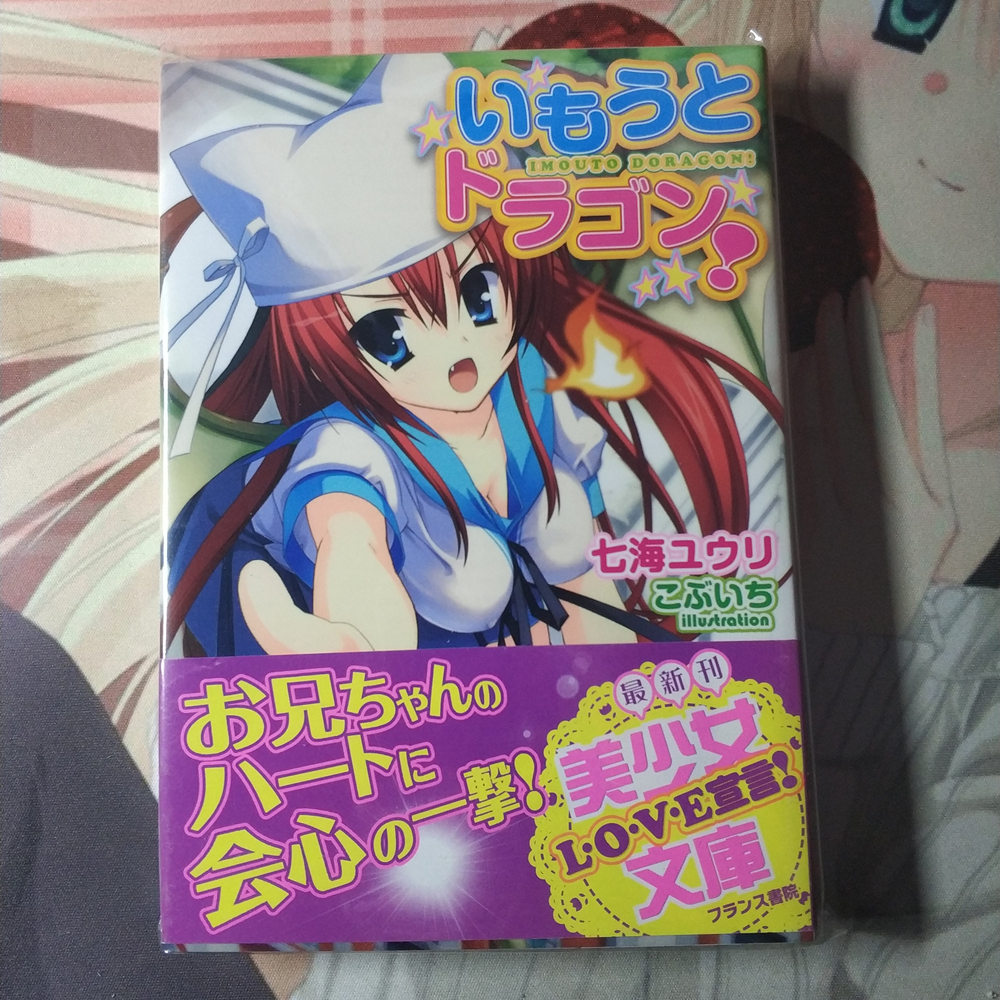 いもうと
IMOUTO DORAGON!
ドラゴン!
七海ユウリ
こぶいち
illustration
お兄ちゃんの
ハートに
会心の一撃!
最新刊
美少女
L・O・V・E宣言!
文庫
フランス書院